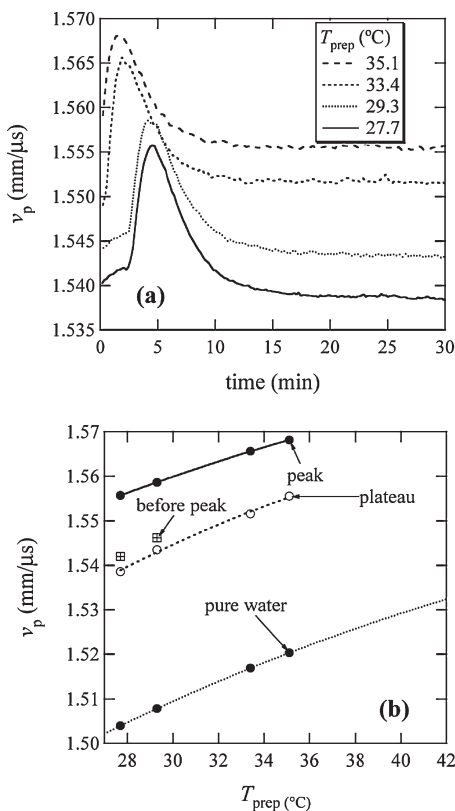 1.570
1.565
1.560
1.555
1.550
1.545
1.540
1.535
v_p (mm/µs)
T_prep (ºC)
35.1
33.4
29.3
27.7
(a)
0 5 10 15 20 25 30
time (min)
1.57
1.56
1.55
1.54
1.53
1.52
1.51
1.50
v_p (mm/µs)
peak
before peak
plateau
pure water
(b)
28 30 32 34 36 38 40 42
T_prep (ºC)